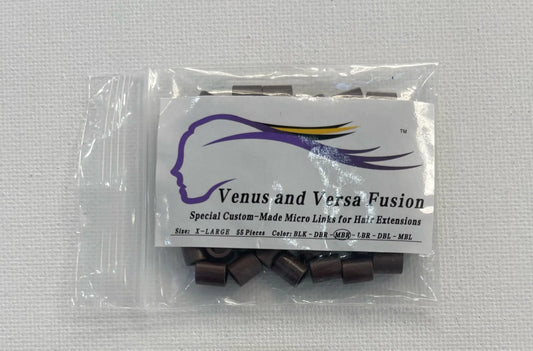 TM
Venus and Versa Fusion
Special Custom-Made Micro Links for Hair Extensions
Size: X-LARGE 55 Pieces Color: BLK - DBR - MBR - LBR - DBL - MBL